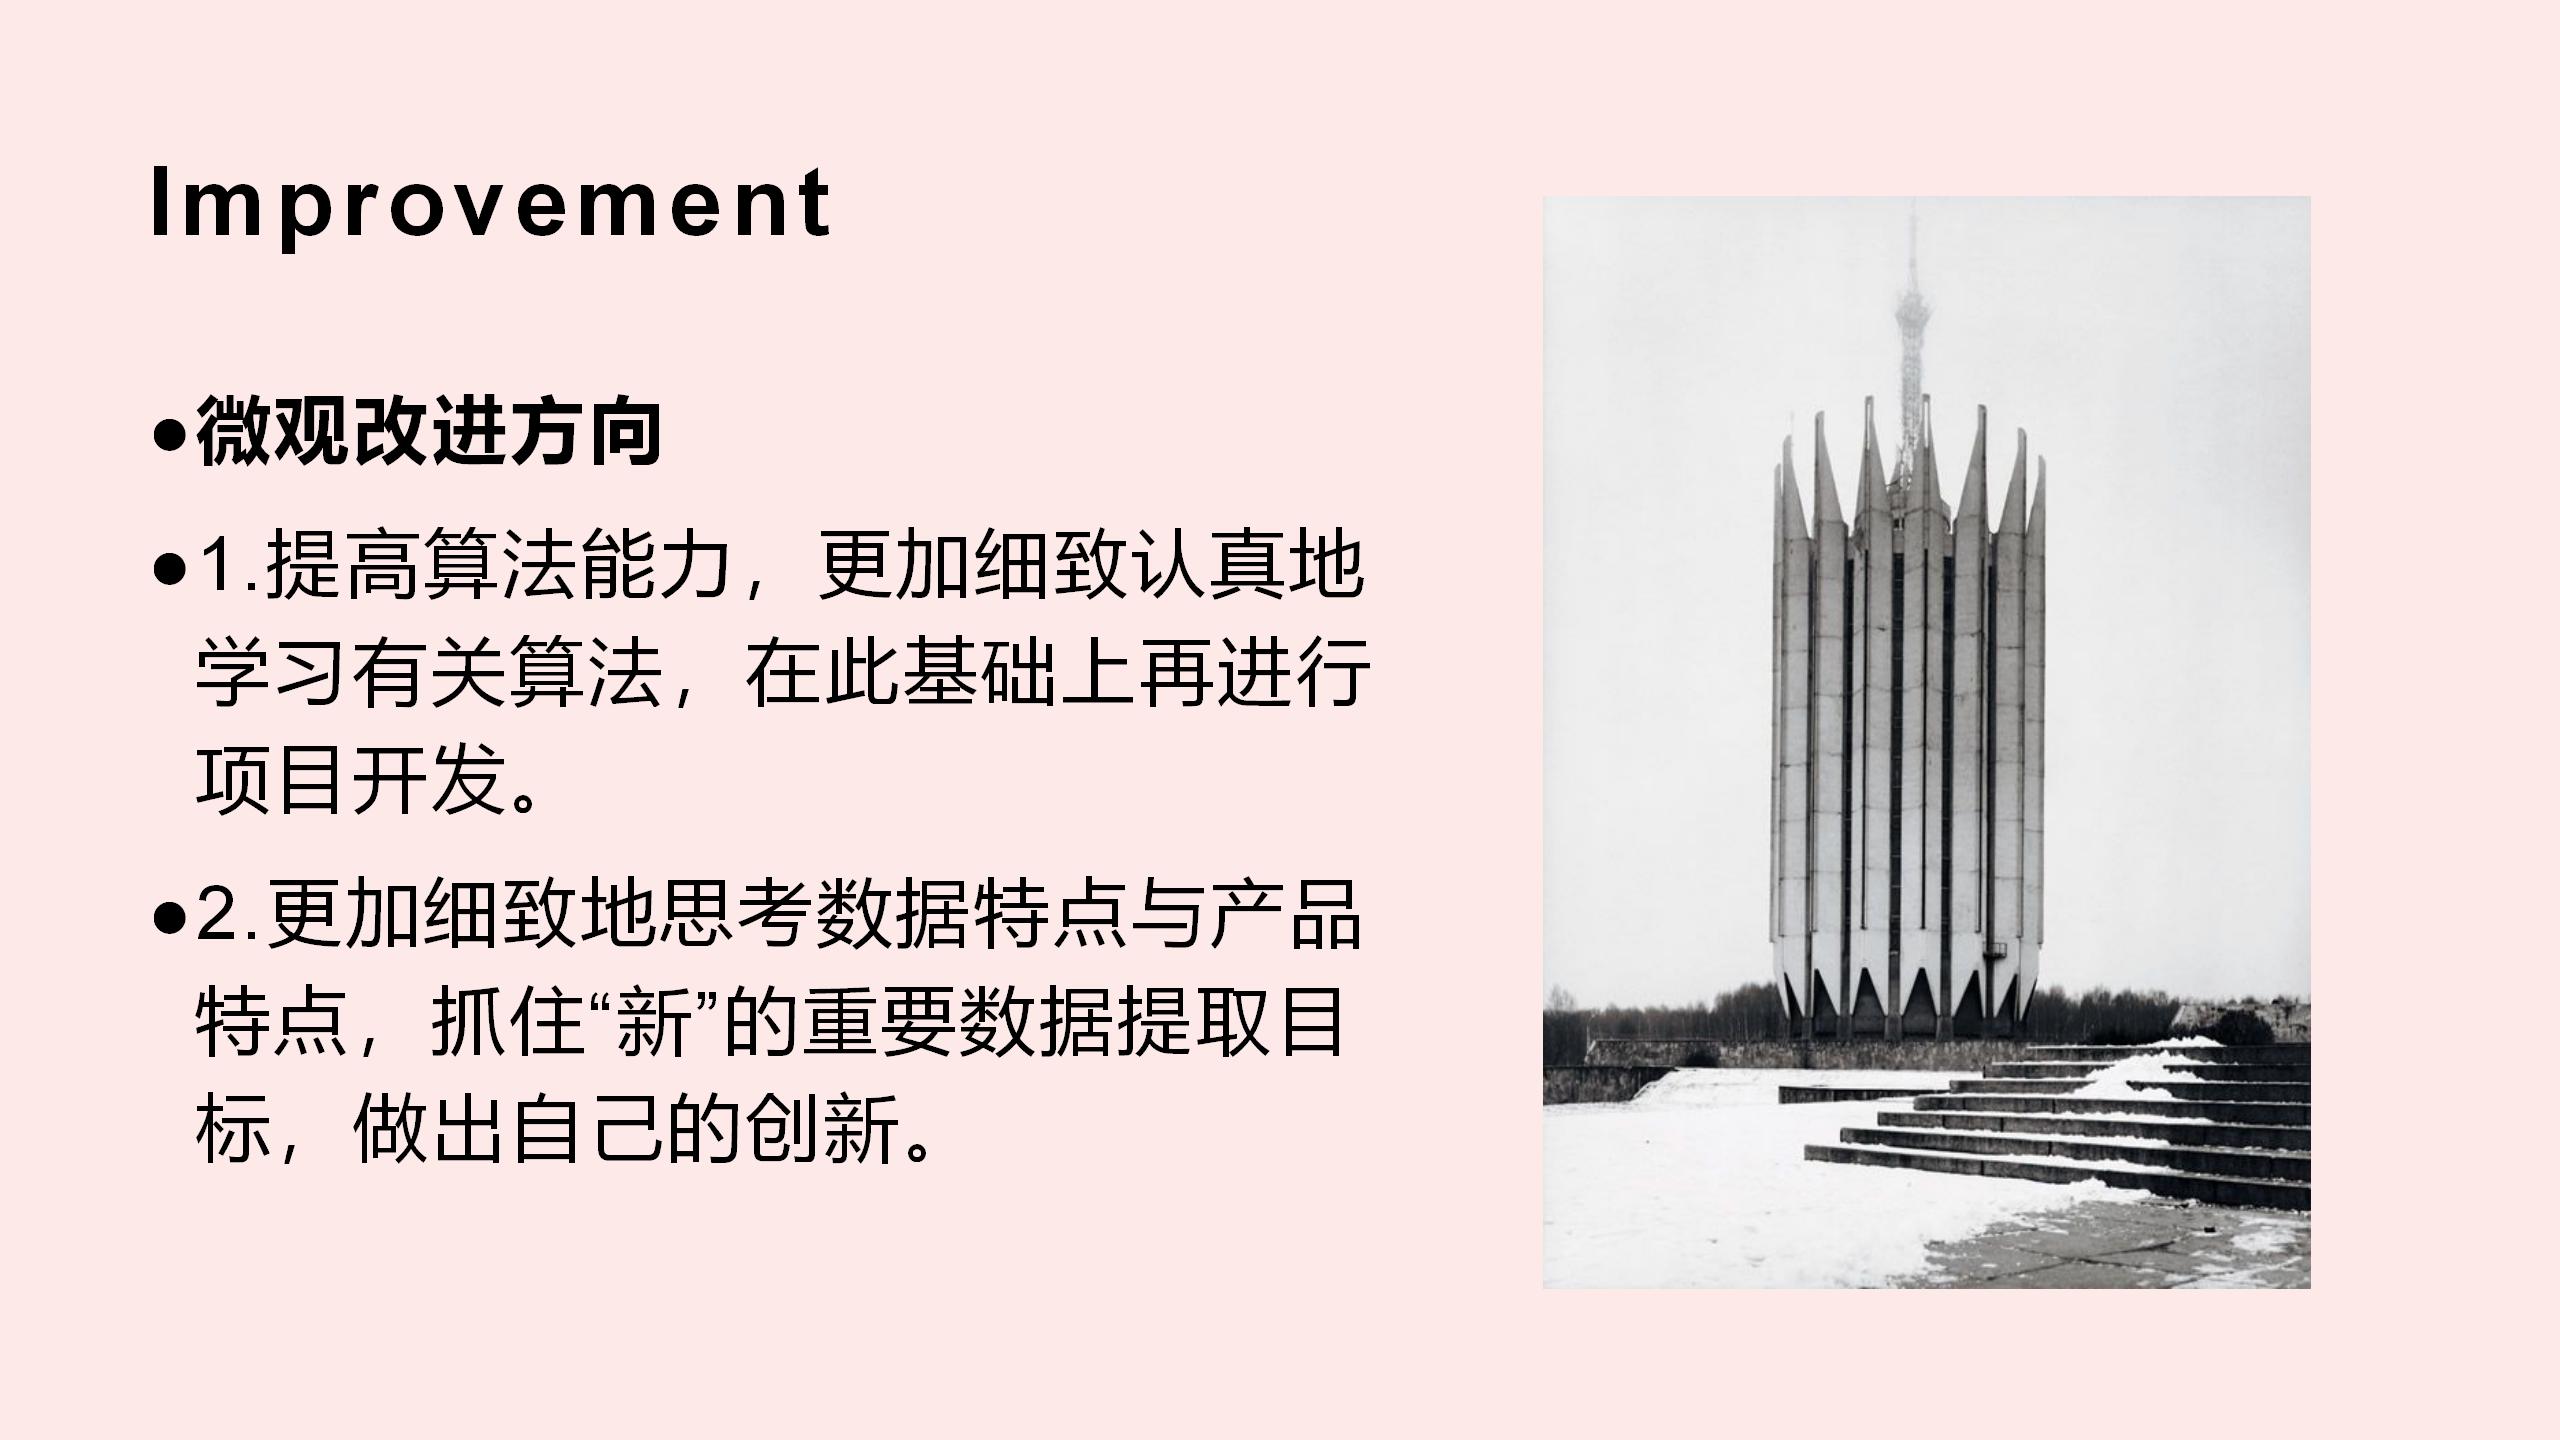 Improvement
●微观改进方向
●1.提高算法能力，更加细致认真地
学习有关算法，在此基础上再进行
项目开发。
●2.更加细致地思考数据特点与产品
特点，抓住“新”的重要数据提取目
标，做出自己的创新。